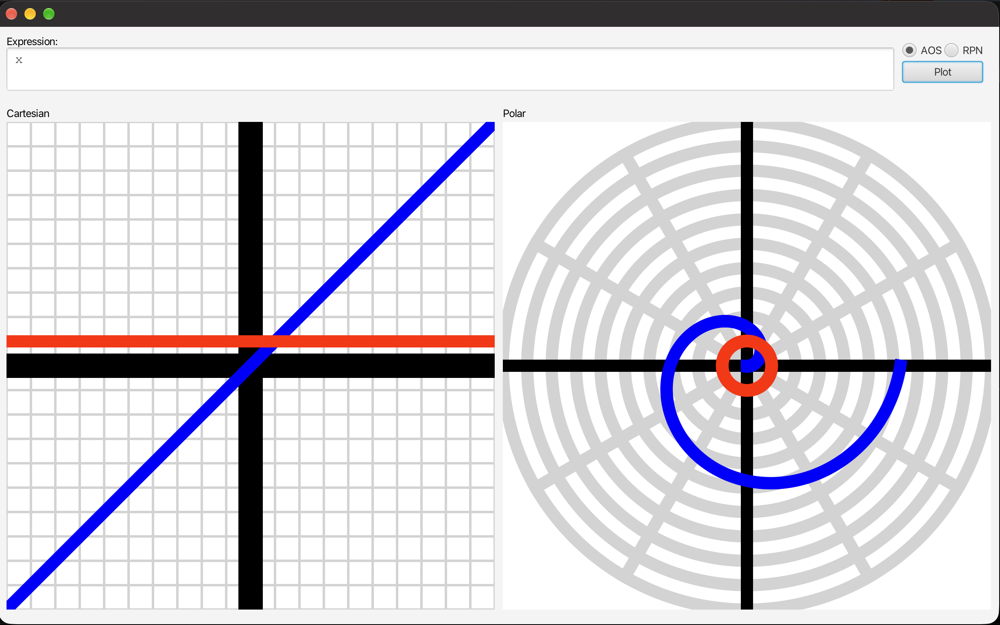 Expression:
x
AOS RPN
Plot
Cartesian
Polar